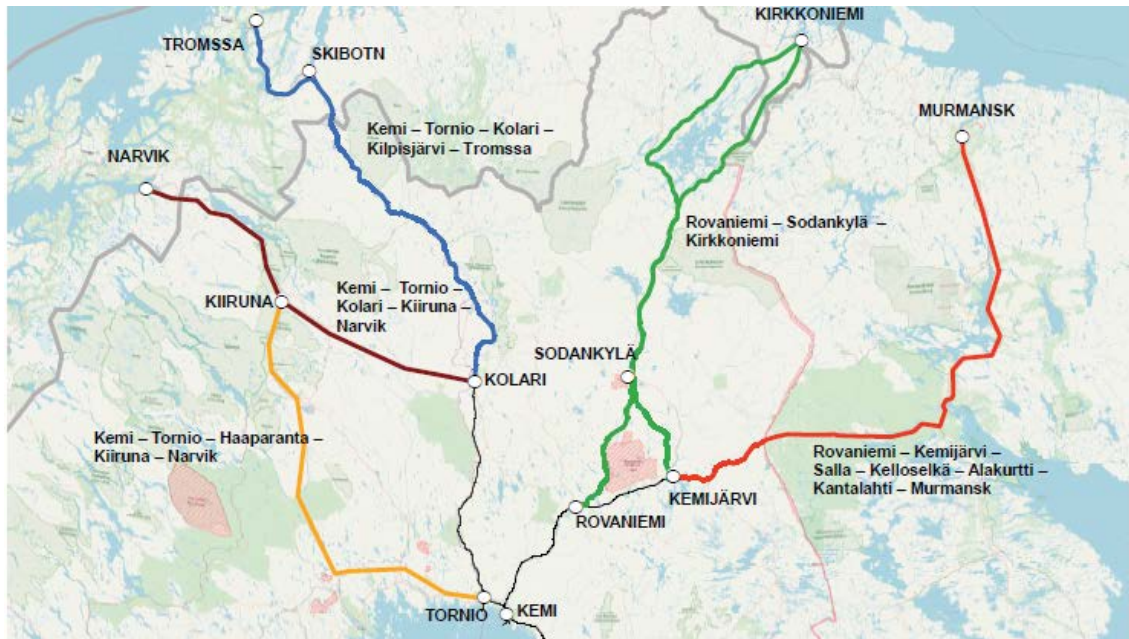 KIRKKONIEMI
TROMSSA
SKIBOTN
MURMANSK
Kemi – Tornio – Kolari –
Kilpisjärvi – Tromssa
NARVIK
Rovaniemi – Sodankylä –
Kirkkoniemi
KIIRUNA
Kemi – Tornio –
Kolari – Kiiruna –
Narvik
SODANKYLÄ
KOLARI
Kemi – Tornio – Haaparanta –
Kiiruna – Narvik
Rovaniemi – Kemijärvi –
Salla – Kelloselkä – Alakurtti –
Kantalahti – Murmansk
KEMIJÄRVI
ROVANIEMI
TORNIO
KEMI